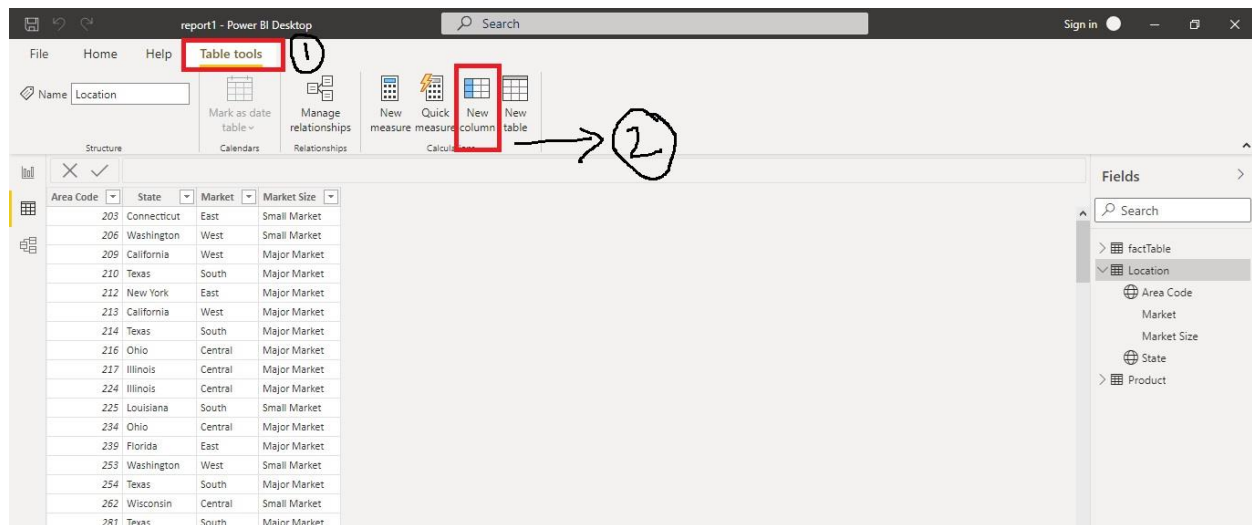 report1 - Power BI Desktop
Search
Sign in
File Home Help Table tools 1
Name Location
Mark as date table
Manage relationships
New measure
Quick measure
New column
New table
2
Structure Calendars Relationships
Fields
Search
factTable
Location
Area Code
Market
Market Size
State
Product
Area Code State Market Market Size
203 Connecticut East Small Market
206 Washington West Small Market
209 California West Major Market
210 Texas South Major Market
212 New York East Major Market
213 California West Major Market
214 Texas South Major Market
216 Ohio Central Major Market
217 Illinois Central Major Market
224 Illinois Central Major Market
225 Louisiana South Small Market
234 Ohio Central Major Market
239 Florida East Major Market
253 Washington West Small Market
254 Texas South Major Market
262 Wisconsin Central Small Market
281 Texas South Major Market